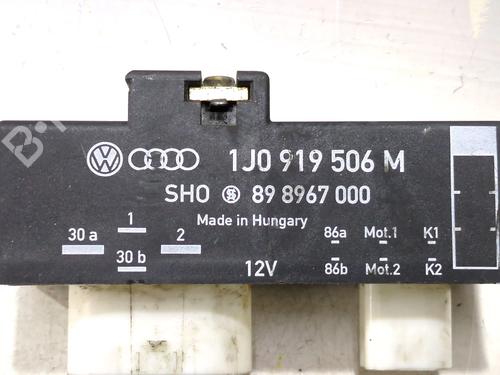 1J0 919 506 M
SHO 89 8967 000
Made in Hungary
30 a 1 2 86a Mot.1 K1
30 b 12V 86b Mot.2 K2